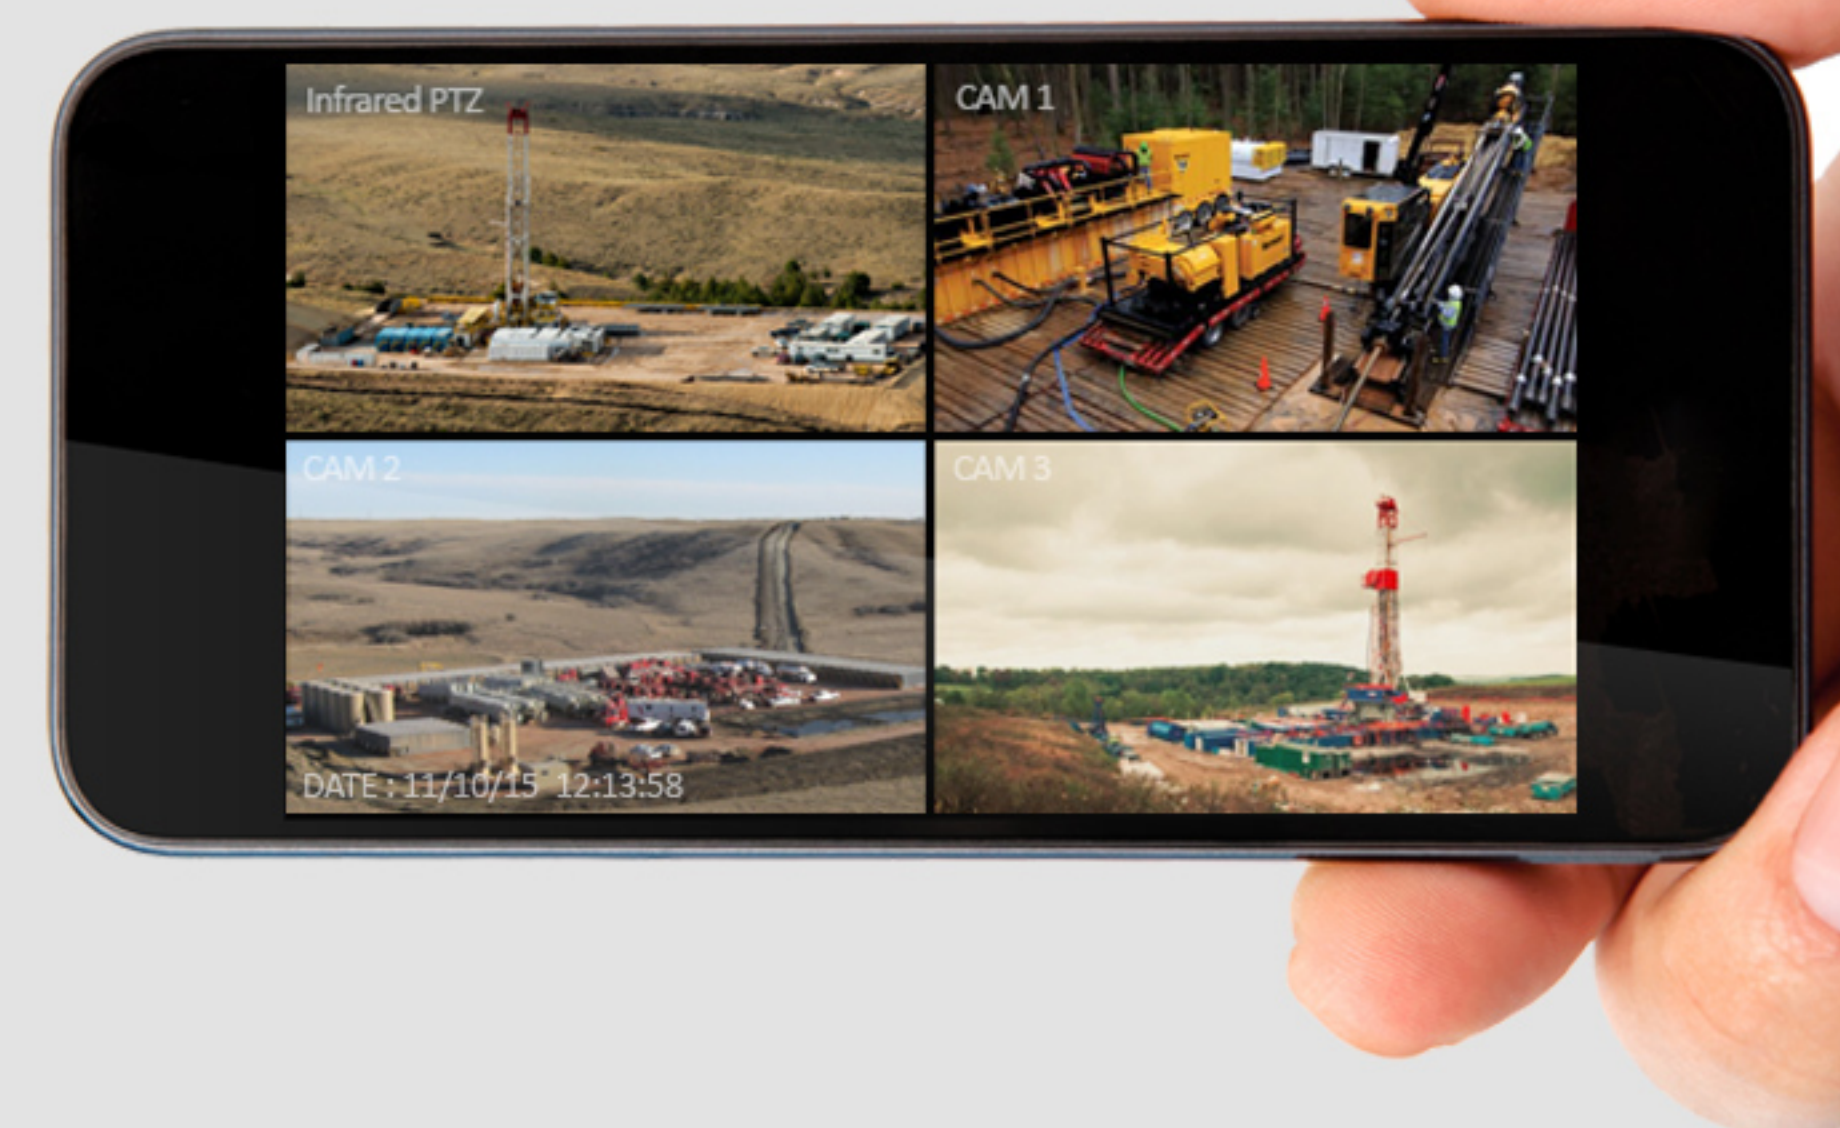 Infrared PTZ
CAM 1
CAM 2
CAM 3
DATE : 11/10/15 12:13:58